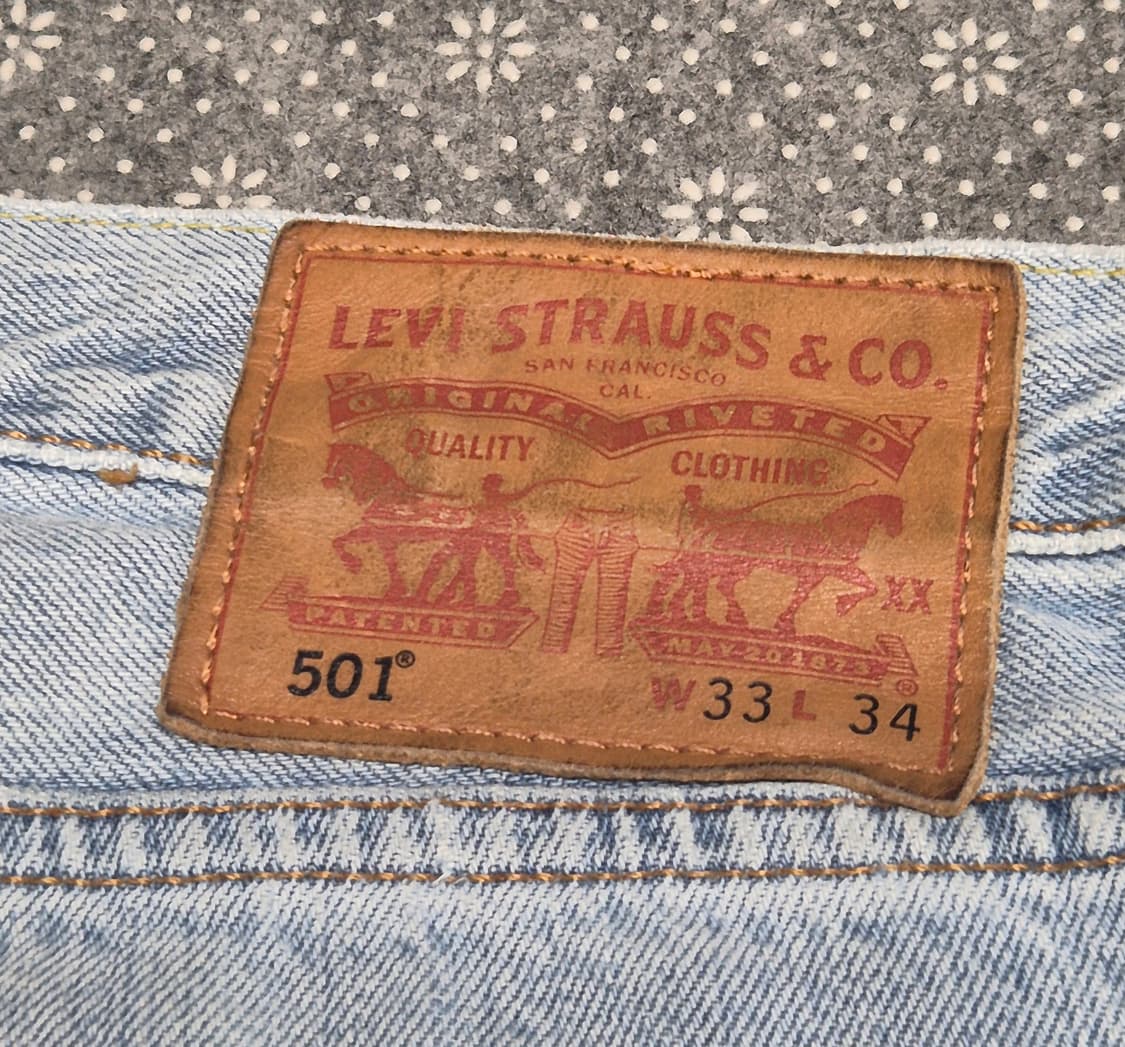 LEVI STRAUSS & CO.
SAN FRANCISCO
CAL.
ORIGINAL RIVETED
QUALITY CLOTHING
XX
PATENTED MAY 20 1873
®
501® W 33 L 34